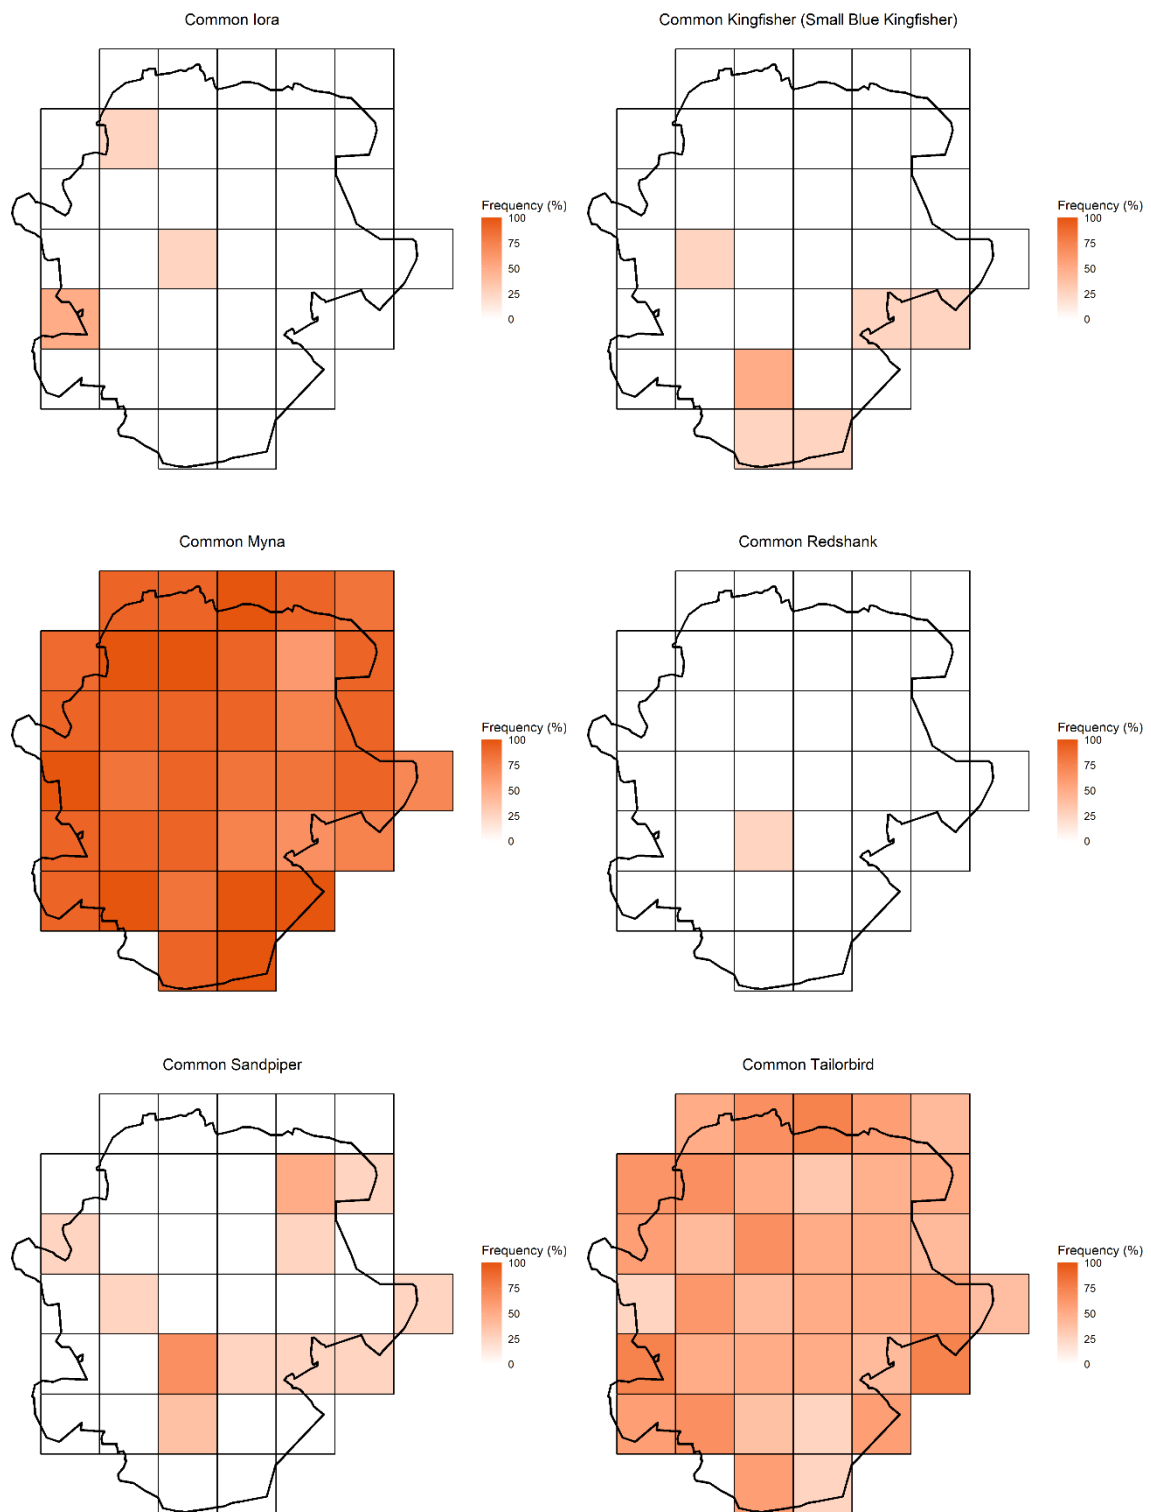 Common Iora
Common Kingfisher (Small Blue Kingfisher)
Frequency (%)
100
75
50
25
0
Frequency (%)
100
75
50
25
0
Common Myna
Common Redshank
Frequency (%)
100
75
50
25
0
Frequency (%)
100
75
50
25
0
Common Sandpiper
Common Tailorbird
Frequency (%)
100
75
50
25
0
Frequency (%)
100
75
50
25
0